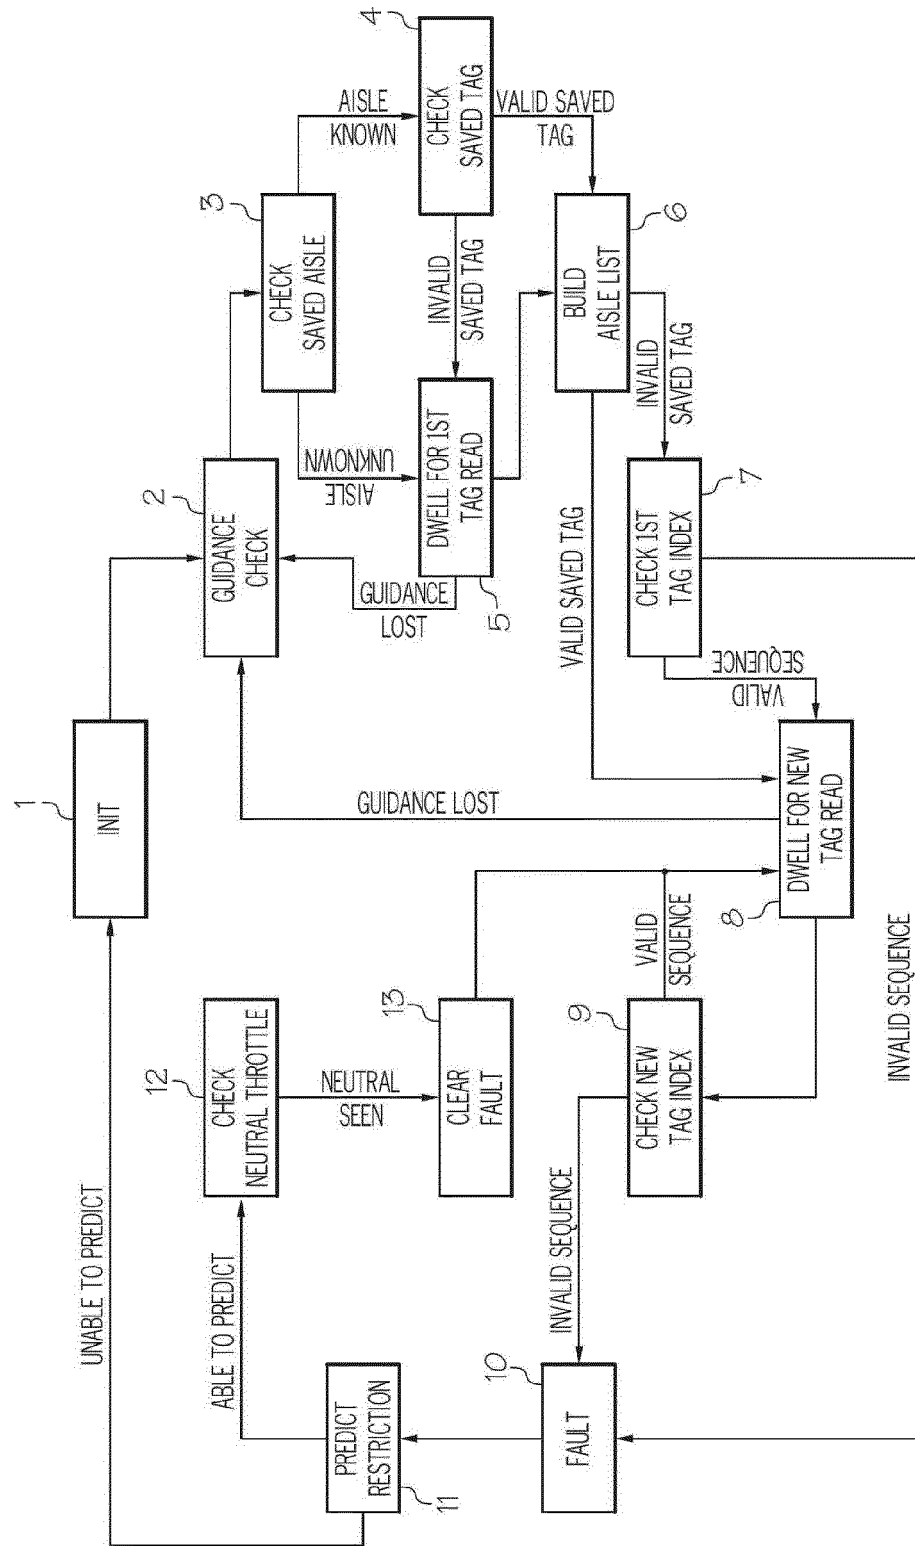 1
INIT
2
GUIDANCE
CHECK
3
CHECK
SAVED AISLE
AISLE
KNOWN
4
CHECK
SAVED TAG
AISLE
UNKNOWN
INVALID
SAVED TAG
VALID SAVED
TAG
5
DWELL FOR 1ST
TAG READ
GUIDANCE
LOST
6
BUILD
AISLE LIST
INVALID
SAVED TAG
VALID SAVED TAG
7
CHECK 1ST
TAG INDEX
VALID
SEQUENCE
INVALID SEQUENCE
8
DWELL FOR NEW
TAG READ
GUIDANCE LOST
9
CHECK NEW
TAG INDEX
VALID
SEQUENCE
INVALID SEQUENCE
10
FAULT
11
PREDICT
RESTRICTION
UNABLE TO PREDICT
ABLE TO PREDICT
12
CHECK
NEUTRAL THROTTLE
NEUTRAL
SEEN
13
CLEAR
FAULT